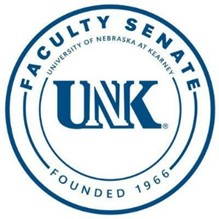 FACULTY SENATE
UNIVERSITY OF NEBRASKA AT KEARNEY
UNK®
FOUNDED 1966